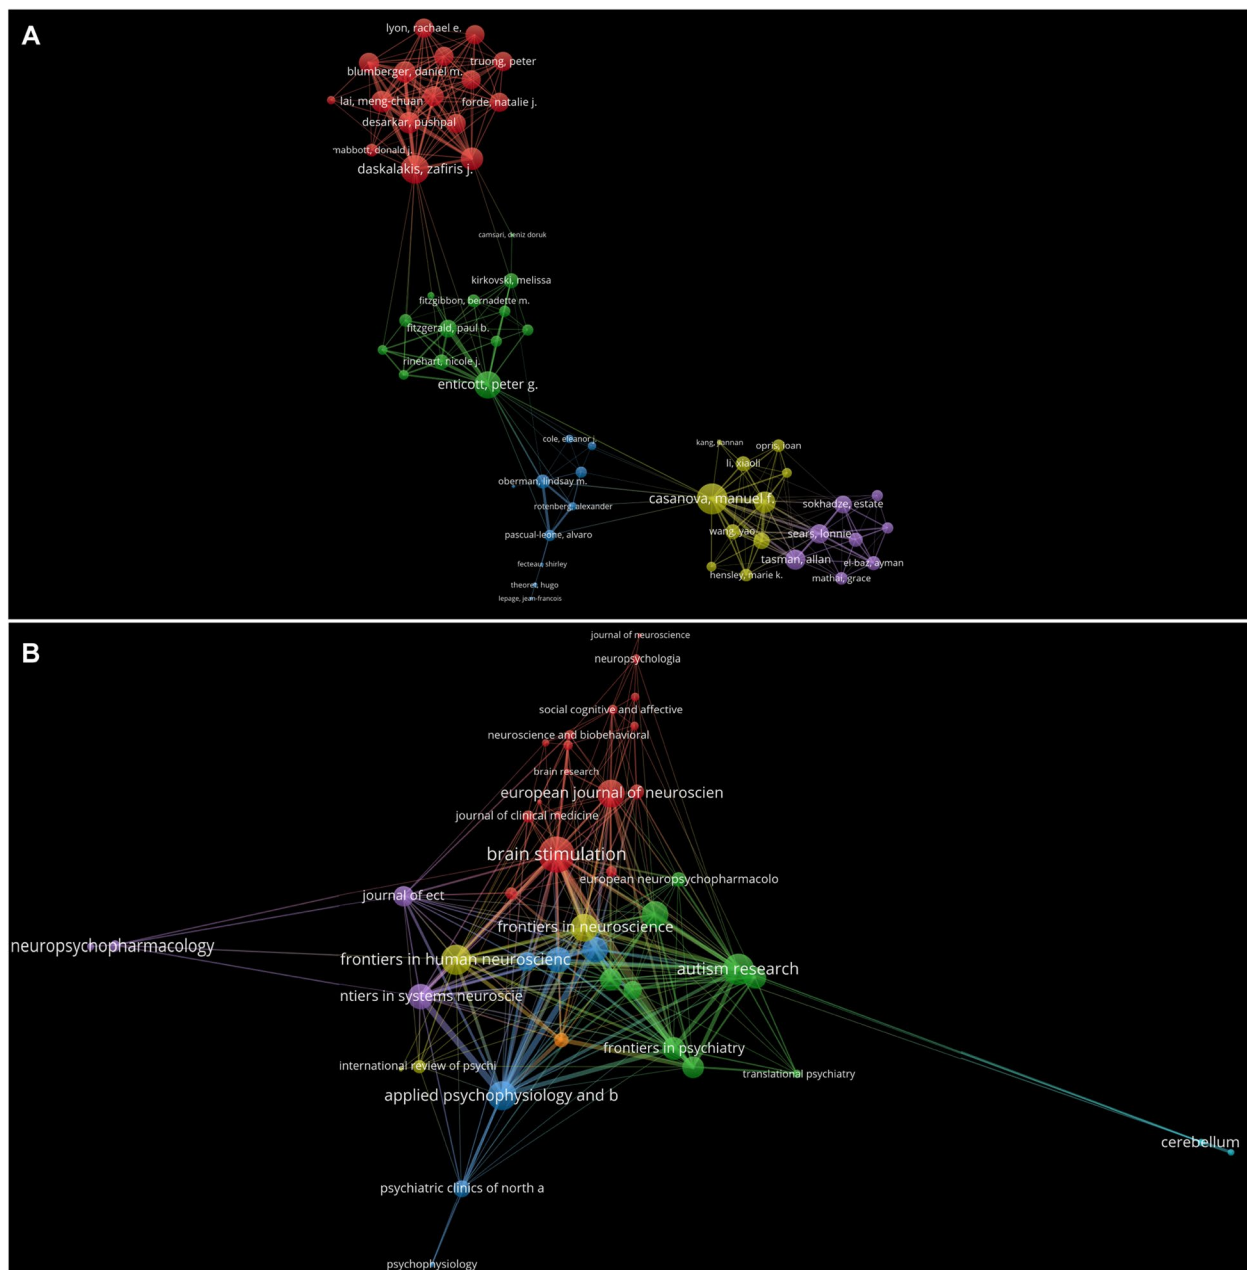 A
lyon, rachael e.
truong, peter
blumberger, daniel m.
lai, meng-chuan
forde, natalie j.
desarkar, pushpal
mabbott, donald j.
daskalakis, zafiris j.
camsari, deniz doruk
kirkovski, melissa
fitzgibbon, bernadette m.
fitzgerald, paul b.
rinehart, nicole j.
enticott, peter g.
cole, eleanor j.
kang, jiannan
opris, ioan
li, xiaoli
oberman, lindsay m.
casanova, manuel f.
rotenberg, alexander
sokhadze, estate
pascual-leone, alvaro
wang, yao
sears, lonnie
tasman, allan
el-baz, ayman
fecteau, shirley
hensley, marie k.
mathai, grace
theoret, hugo
lepage, jean-francois
B
journal of neuroscience
neuropsychologia
social cognitive and affective
neuroscience and biobehavioral
brain research
european journal of neuroscien
journal of clinical medicine
brain stimulation
european neuropsychopharmacolo
journal of ect
frontiers in neuroscience
neuropsychopharmacology
frontiers in human neuroscienc
autism research
ntiers in systems neuroscie
frontiers in psychiatry
international review of psychi
translational psychiatry
applied psychophysiology and b
cerebellum
psychiatric clinics of north a
psychophysiology